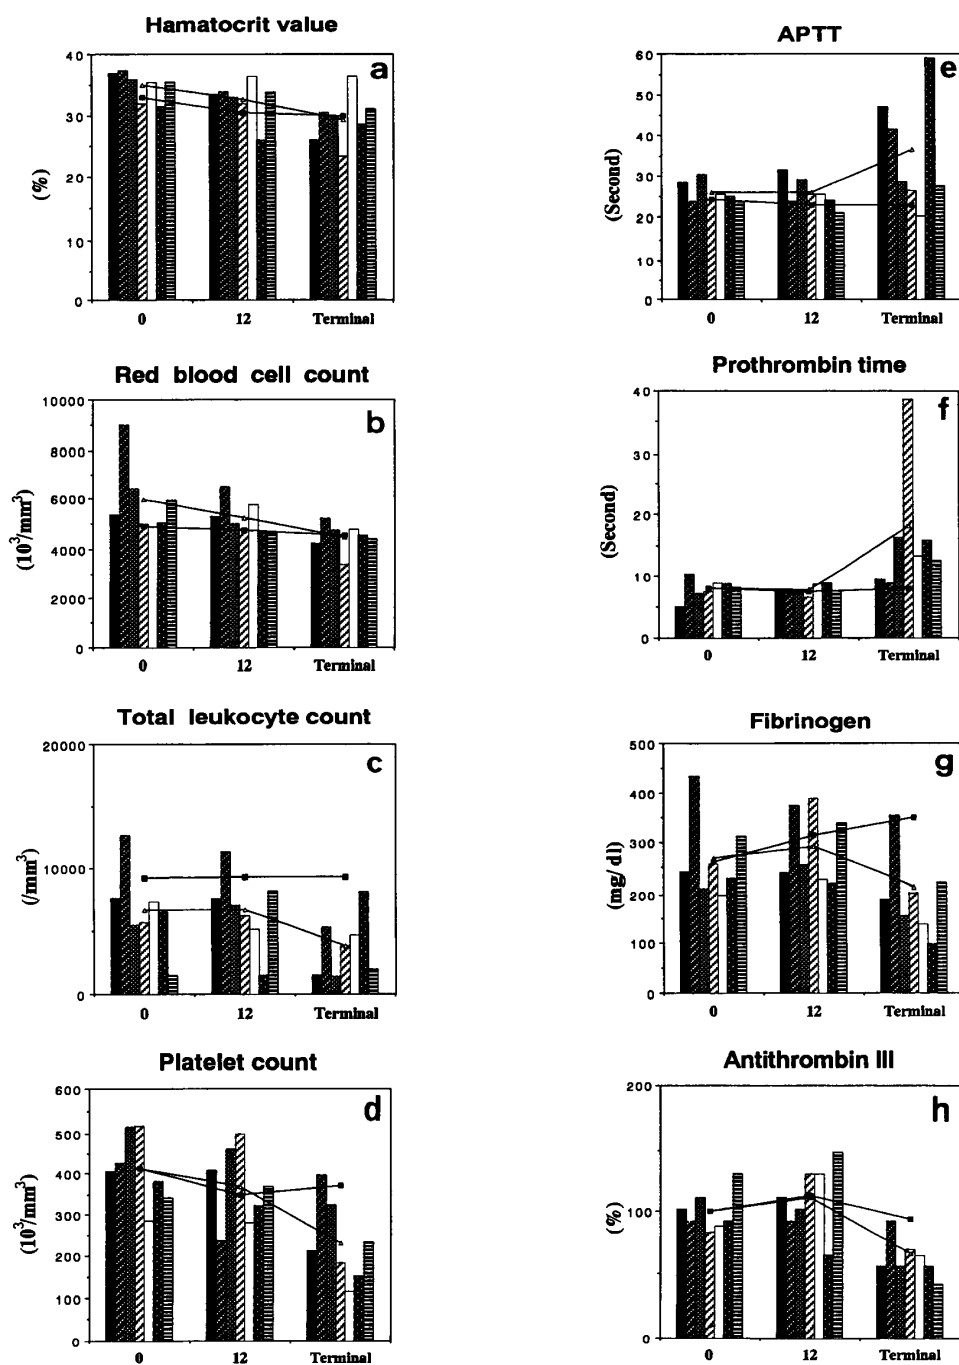 Hamatocrit value
a
40
30
20
10
0
(%)
0 12 Terminal
Red blood cell count
b
10000
8000
6000
4000
2000
0
(10³/mm³)
0 12 Terminal
Total leukocyte count
c
20000
10000
0
(/mm³)
0 12 Terminal
Platelet count
d
600
500
400
300
200
100
0
(10³/mm³)
0 12 Terminal
APTT
e
60
50
40
30
20
10
0
(Second)
0 12 Terminal
Prothrombin time
f
40
30
20
10
0
(Second)
0 12 Terminal
Fibrinogen
g
500
400
300
200
100
0
(mg/ dl)
0 12 Terminal
Antithrombin III
h
200
100
0
(%)
0 12 Terminal